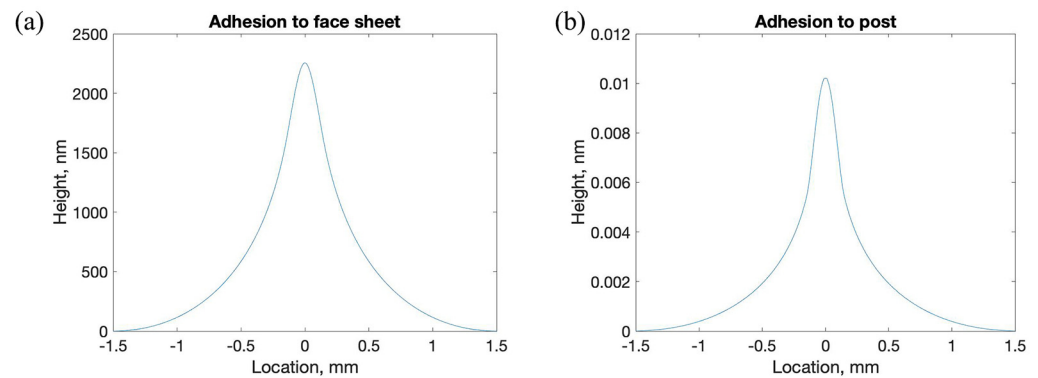 (a)
Adhesion to face sheet
2500
2000
1500
1000
500
0
Height, nm
-1.5 -1 -0.5 0 0.5 1 1.5
Location, mm
(b)
Adhesion to post
0.012
0.01
0.008
0.006
0.004
0.002
0
Height, nm
-1.5 -1 -0.5 0 0.5 1 1.5
Location, mm